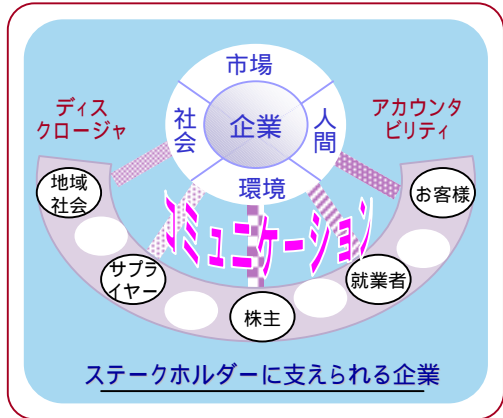 市場
ディス
クロージャ
アカウンタ
ビリティ
社会
企業
人間
環境
地域
社会
お客様
コミュニケーション
サプラ
イヤー
就業者
株主
ステークホルダーに支えられる企業